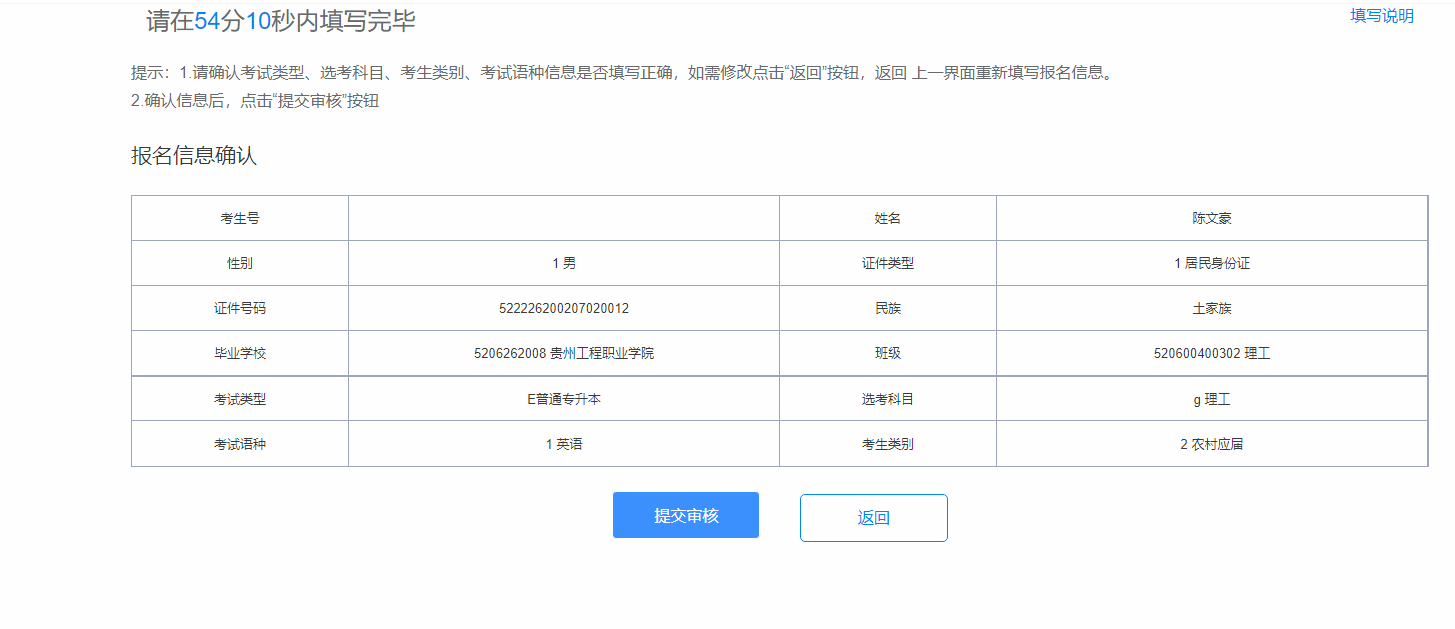 请在54分10秒内填写完毕
填写说明
提示：1.请确认考试类型、选考科目、考生类别、考试语种信息是否填写正确，如需修改点击“返回”按钮，返回 上一界面重新填写报名信息。
2.确认信息后，点击“提交审核”按钮
报名信息确认
考生号 姓名 陈文豪
性别 1 男 证件类型 1 居民身份证
证件号码 522226200207020012 民族 土家族
毕业学校 5206262008 贵州工程职业学院 班级 520600400302 理工
考试类型 E普通专升本 选考科目 g 理工
考试语种 1 英语 考生类别 2 农村应届
提交审核 返回